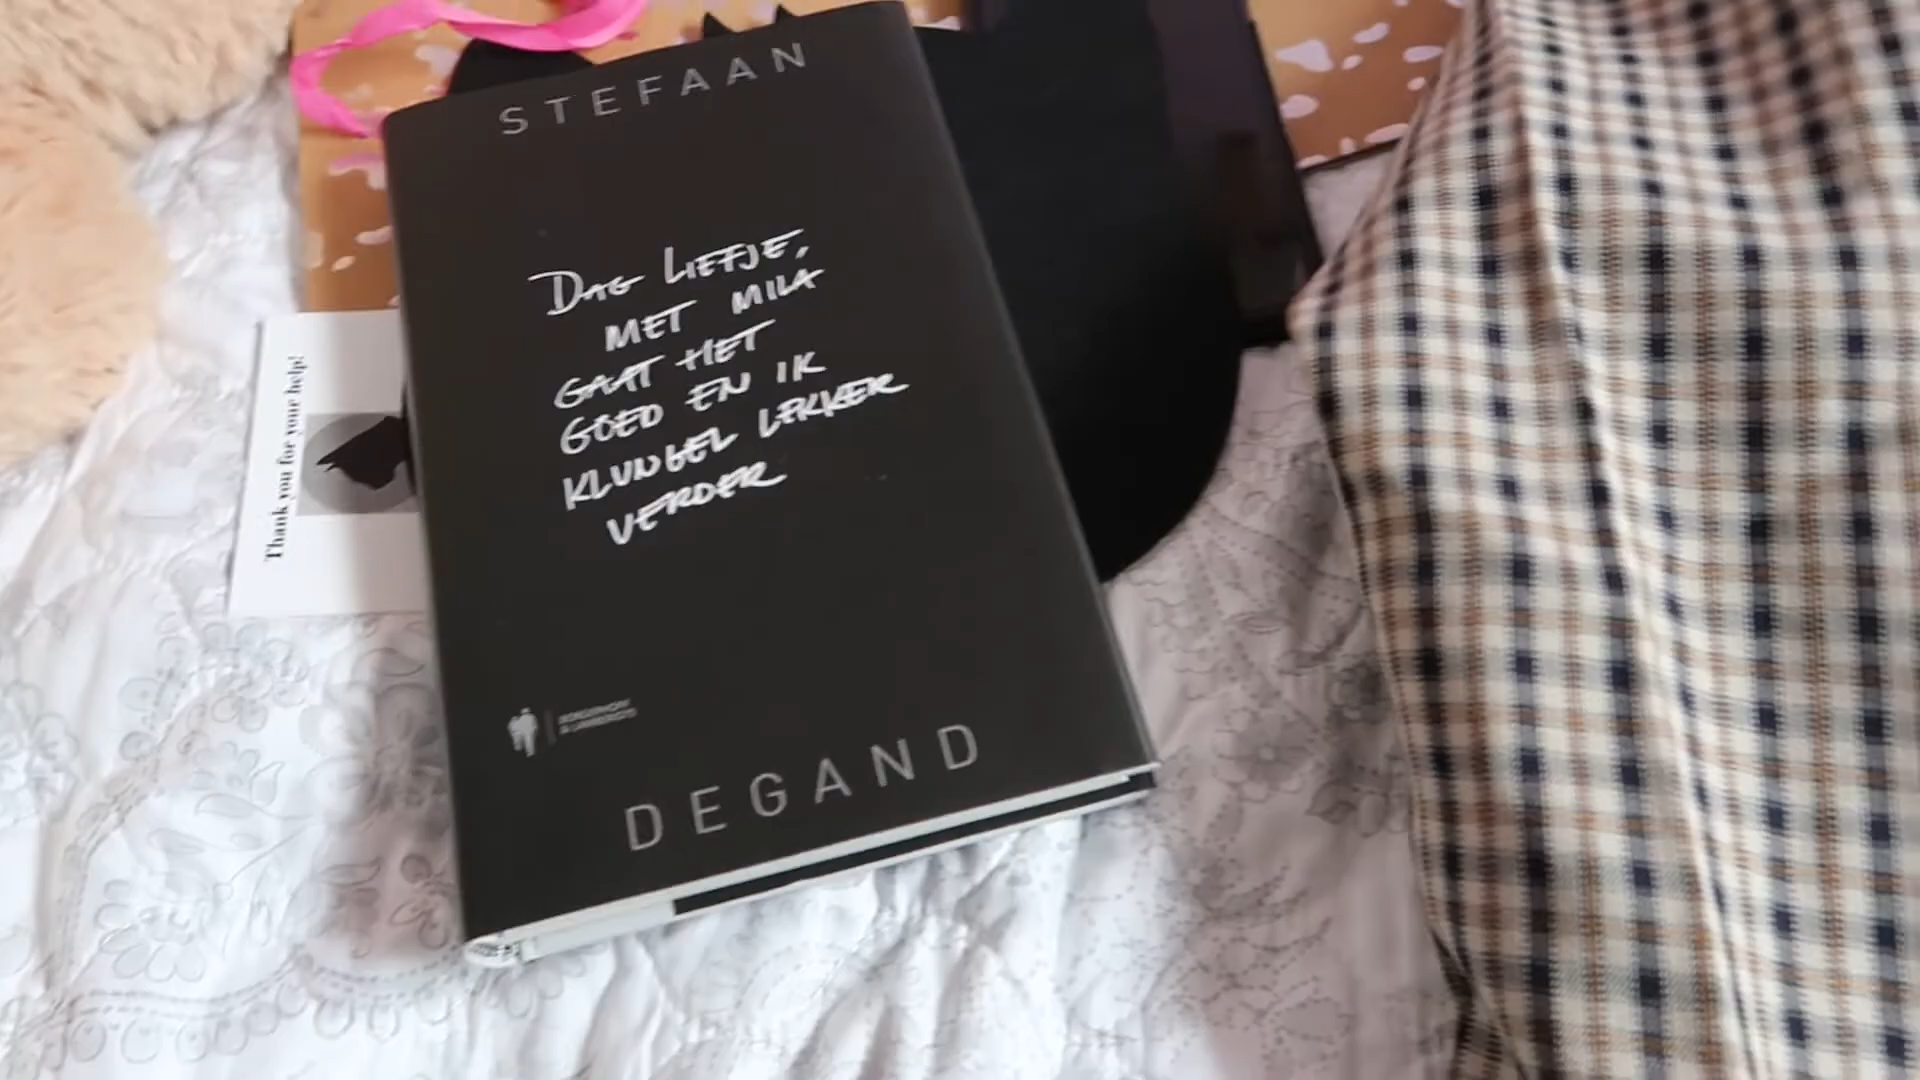 STEFAAN
DAG LIEFJE,
MET MILA
GAAT HET
GOED EN IK
KLUNGEL LEKKER
VERDER
DEGAND
Thank you for your help!